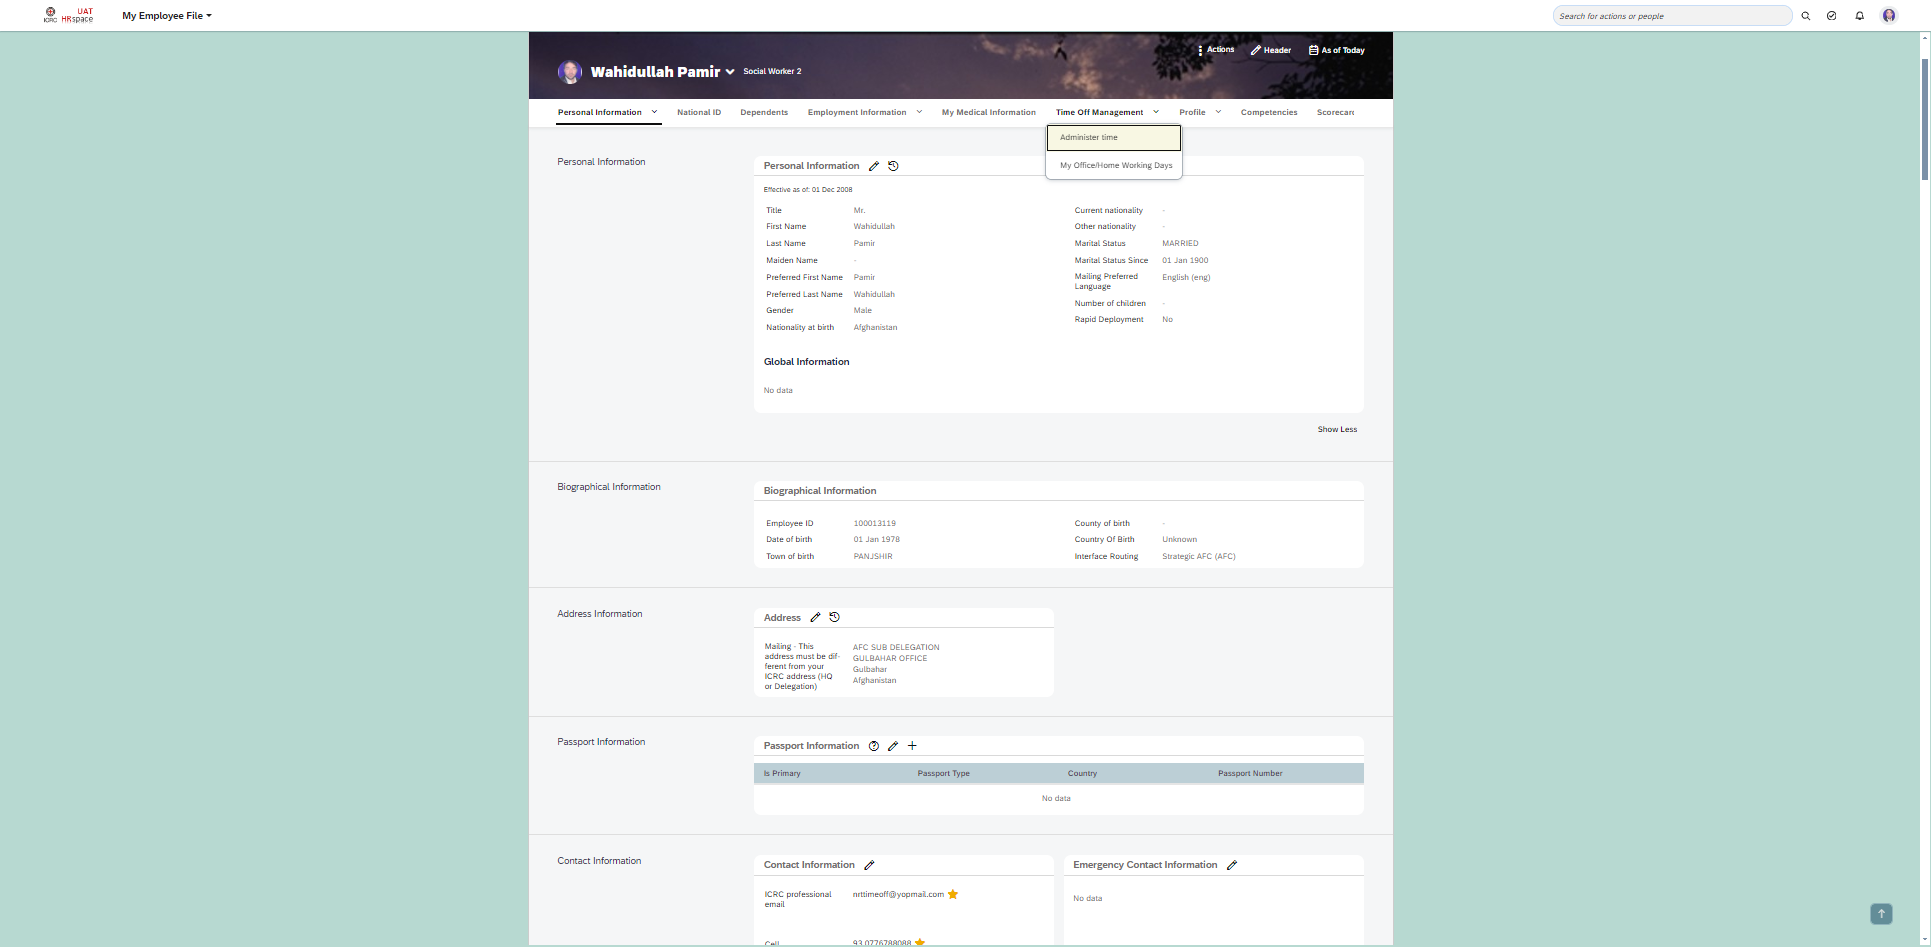 ICRC UAT HRspace
My Employee File
Search for actions or people
Actions
Header
As of Today
Wahidullah Pamir
Social Worker 2
Personal Information
National ID
Dependents
Employment Information
My Medical Information
Time Off Management
Profile
Competencies
Scorecard
Administer time
My Office/Home Working Days
Personal Information
Personal Information
Effective as of: 01 Dec 2008
Title Mr.
First Name Wahidullah
Last Name Pamir
Maiden Name -
Preferred First Name Pamir
Preferred Last Name Wahidullah
Gender Male
Nationality at birth Afghanistan
Current nationality -
Other nationality -
Marital Status MARRIED
Marital Status Since 01 Jan 1900
Mailing Preferred English (eng)
Language
Number of children -
Rapid Deployment No
Global Information
No data
Show Less
Biographical Information
Biographical Information
Employee ID 100013119
Date of birth 01 Jan 1978
Town of birth PANJSHIR
County of birth -
Country Of Birth Unknown
Interface Routing Strategic AFC (AFC)
Address Information
Address
Mailing - This
address must be dif-
ferent from your
ICRC address (HQ
or Delegation)
AFC SUB DELEGATION
GULBAHAR OFFICE
Gulbahar
Afghanistan
Passport Information
Passport Information
Is Primary Passport Type Country Passport Number
No data
Contact Information
Contact Information
ICRC professional nrttimeoff@yopmail.com
email
Cell 93 0776788088
Emergency Contact Information
No data